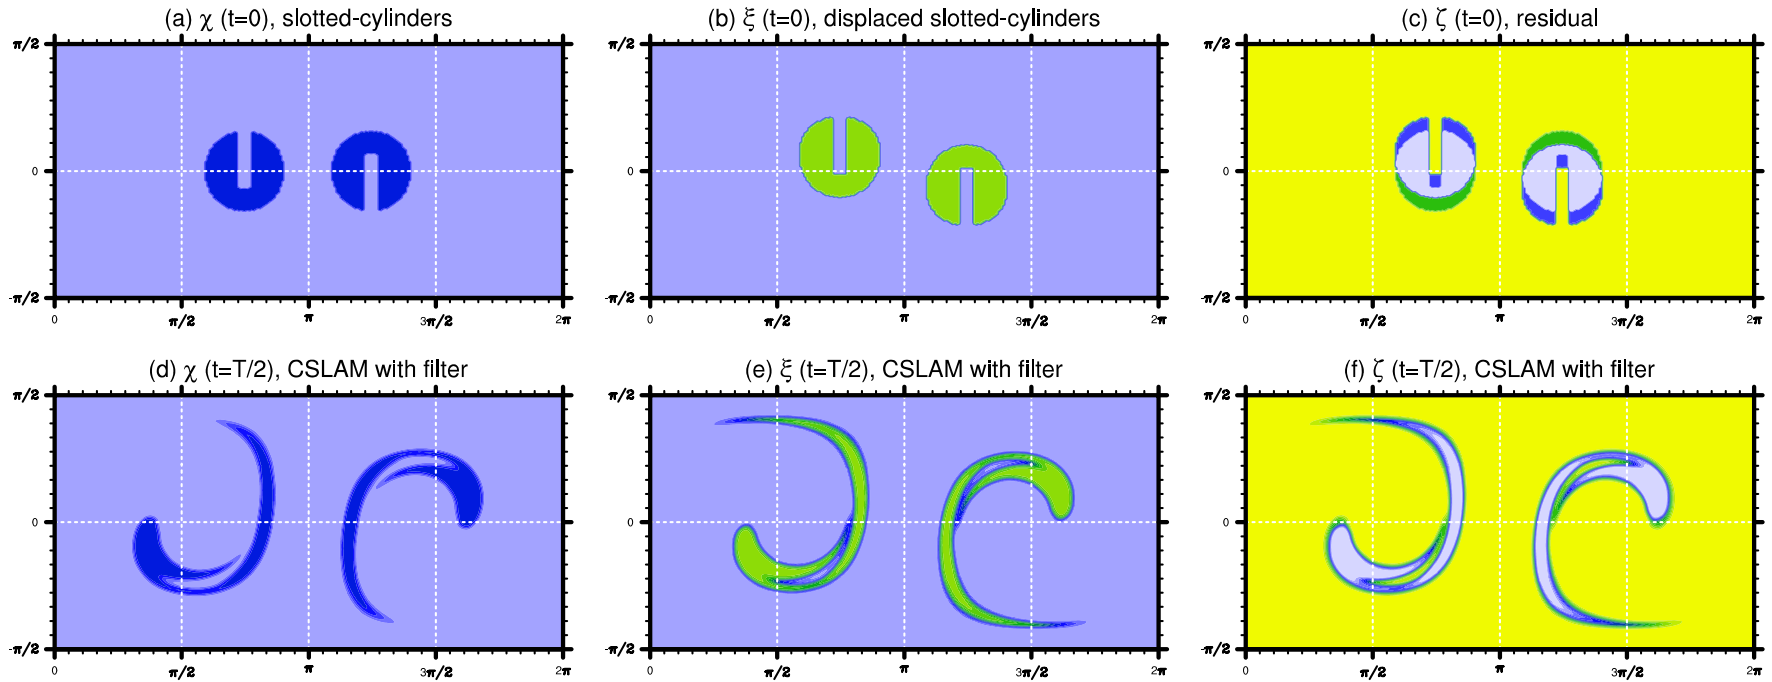 (a) χ (t=0), slotted-cylinders
(b) ξ (t=0), displaced slotted-cylinders
(c) ζ (t=0), residual
π/2
0
-π/2
0
π/2
π
3π/2
2π
π/2
0
-π/2
0
π/2
π
3π/2
2π
π/2
0
-π/2
0
π/2
π
3π/2
2π
(d) χ (t=T/2), CSLAM with filter
(e) ξ (t=T/2), CSLAM with filter
(f) ζ (t=T/2), CSLAM with filter
π/2
0
-π/2
0
π/2
π
3π/2
2π
π/2
0
-π/2
0
π/2
π
3π/2
2π
π/2
0
-π/2
0
π/2
π
3π/2
2π